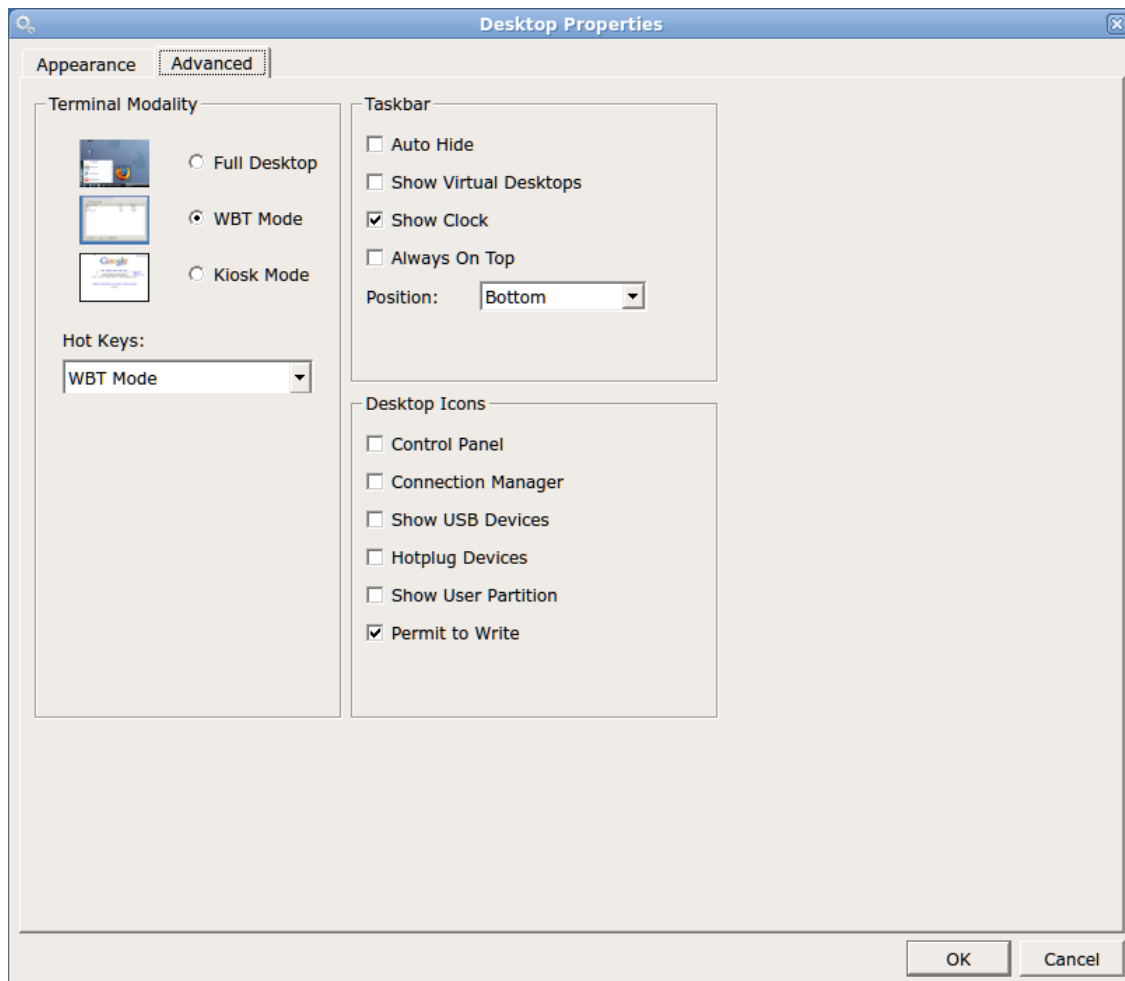 Desktop Properties
Appearance
Advanced
Terminal Modality
Full Desktop
WBT Mode
Google
Kiosk Mode
Hot Keys:
WBT Mode
Taskbar
Auto Hide
Show Virtual Desktops
Show Clock
Always On Top
Position: Bottom
Desktop Icons
Control Panel
Connection Manager
Show USB Devices
Hotplug Devices
Show User Partition
Permit to Write
OK
Cancel